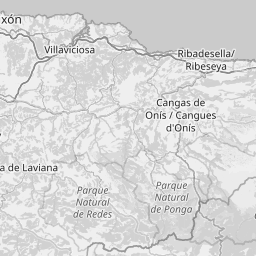 xón
Villaviciosa
Ribadesella/
Ribeseya
Cangas de
Onís / Cangues
d'Onís
a de Laviana
Parque
Natural
de Redes
Parque
Natural
de Ponga